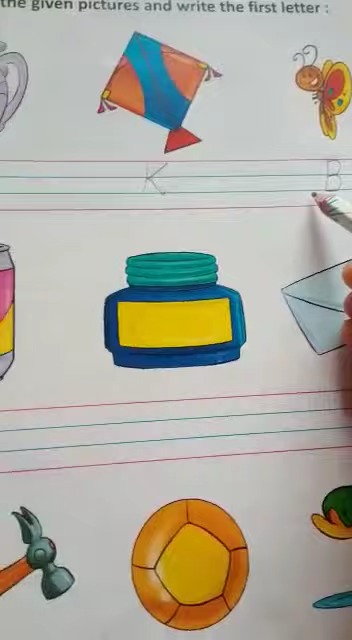 the given pictures and write the first letter :
K B